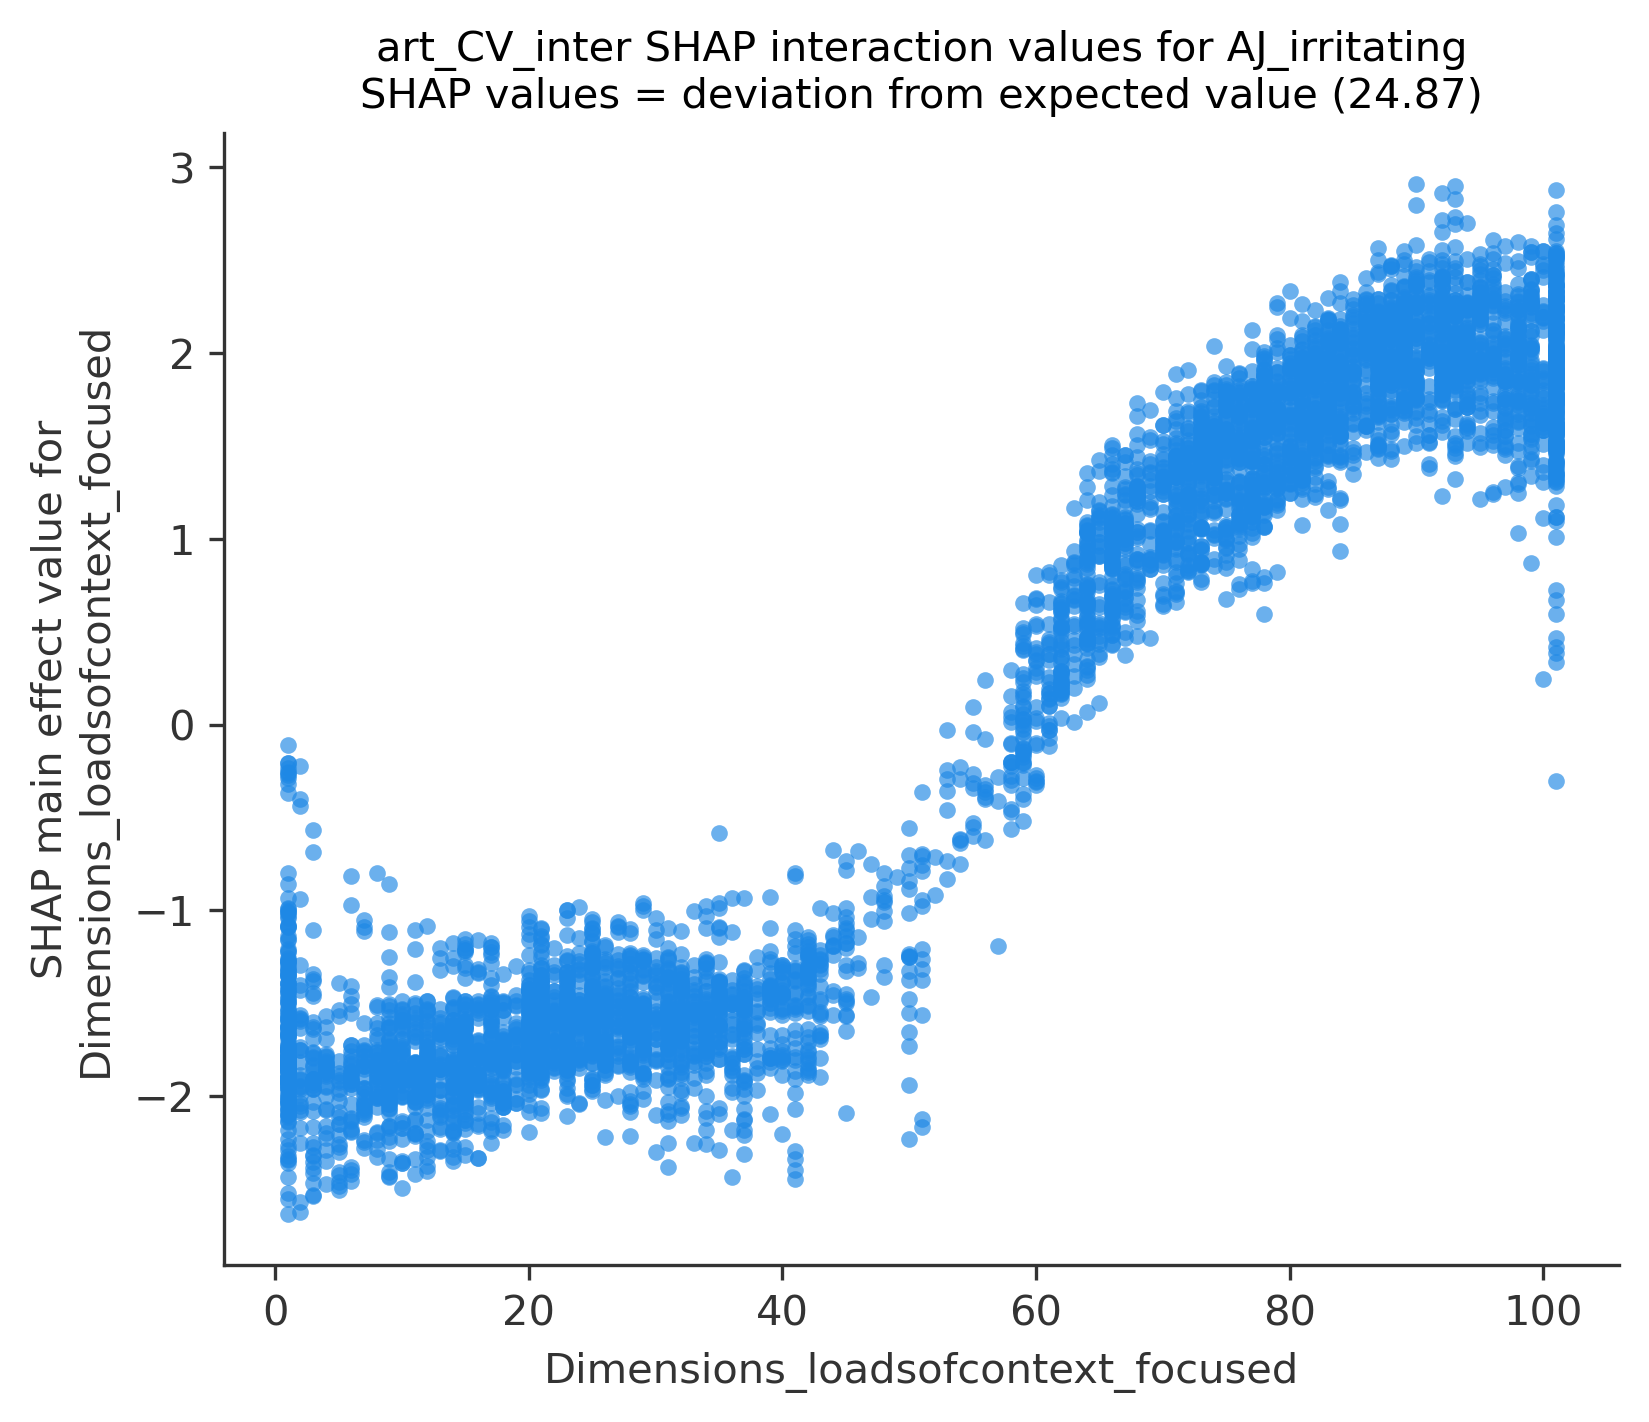 art_CV_inter SHAP interaction values for AJ_irritating
SHAP values = deviation from expected value (24.87)
SHAP main effect value for
Dimensions_loadsofcontext_focused
3
2
1
0
−1
−2
0
20
40
60
80
100
Dimensions_loadsofcontext_focused